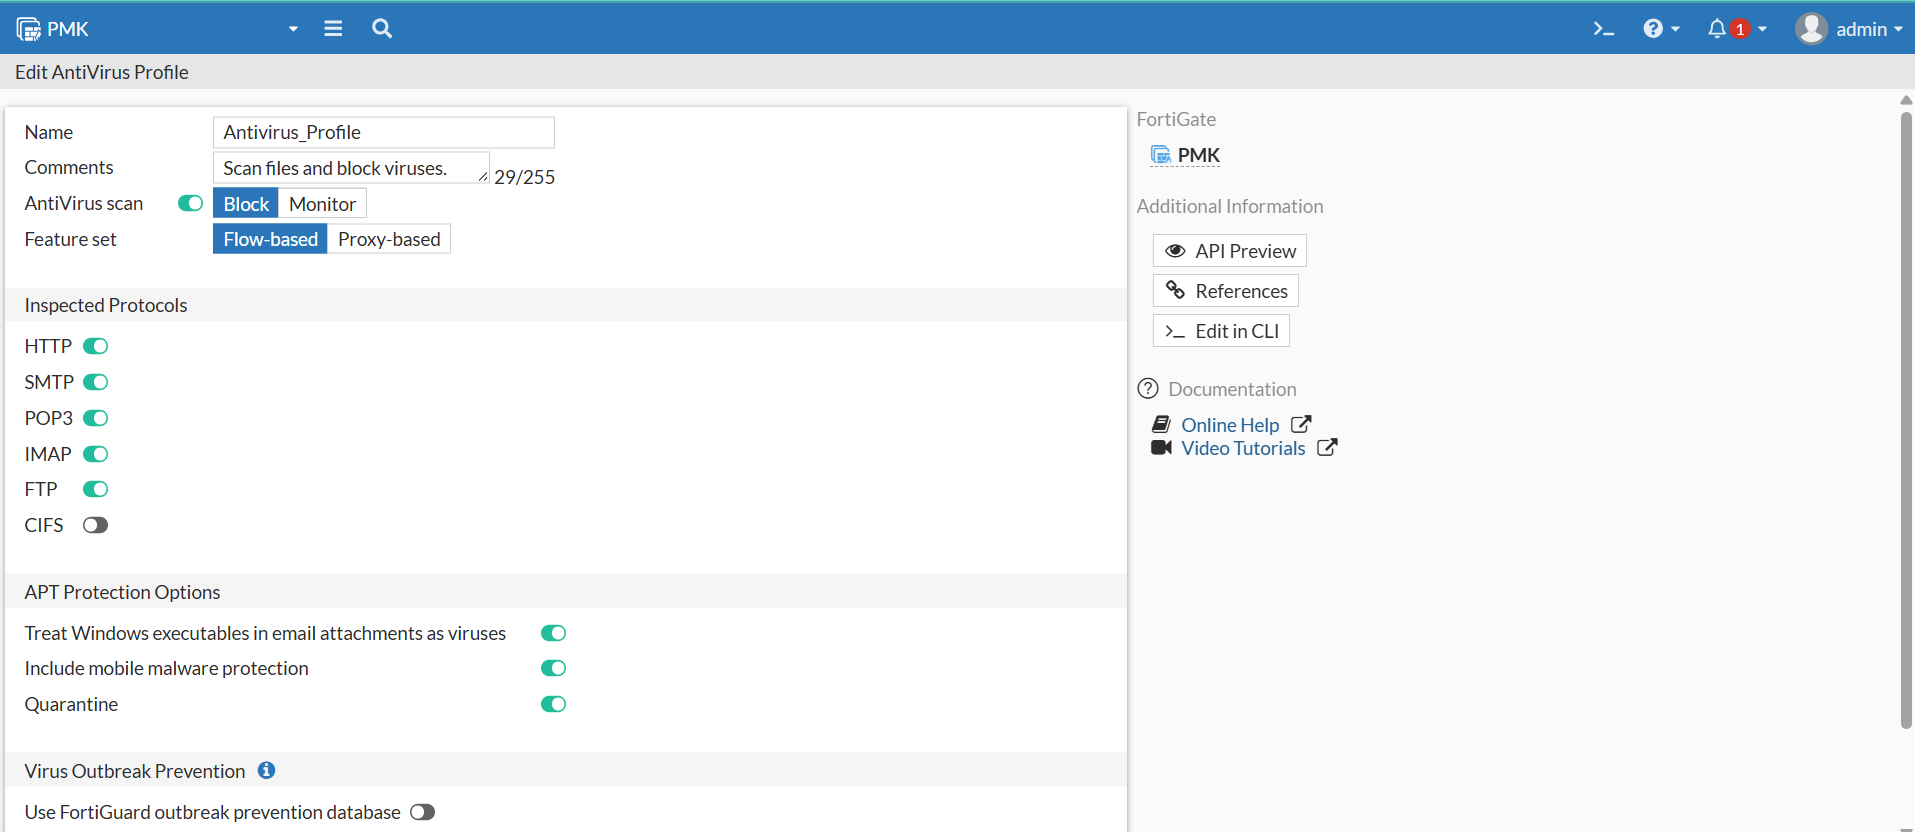 PMK
1
admin
Edit AntiVirus Profile
Name
Antivirus_Profile
Comments
Scan files and block viruses.
29/255
AntiVirus scan
Block
Monitor
Feature set
Flow-based
Proxy-based
Inspected Protocols
HTTP
SMTP
POP3
IMAP
FTP
CIFS
APT Protection Options
Treat Windows executables in email attachments as viruses
Include mobile malware protection
Quarantine
Virus Outbreak Prevention
Use FortiGuard outbreak prevention database
FortiGate
PMK
Additional Information
API Preview
References
Edit in CLI
Documentation
Online Help
Video Tutorials